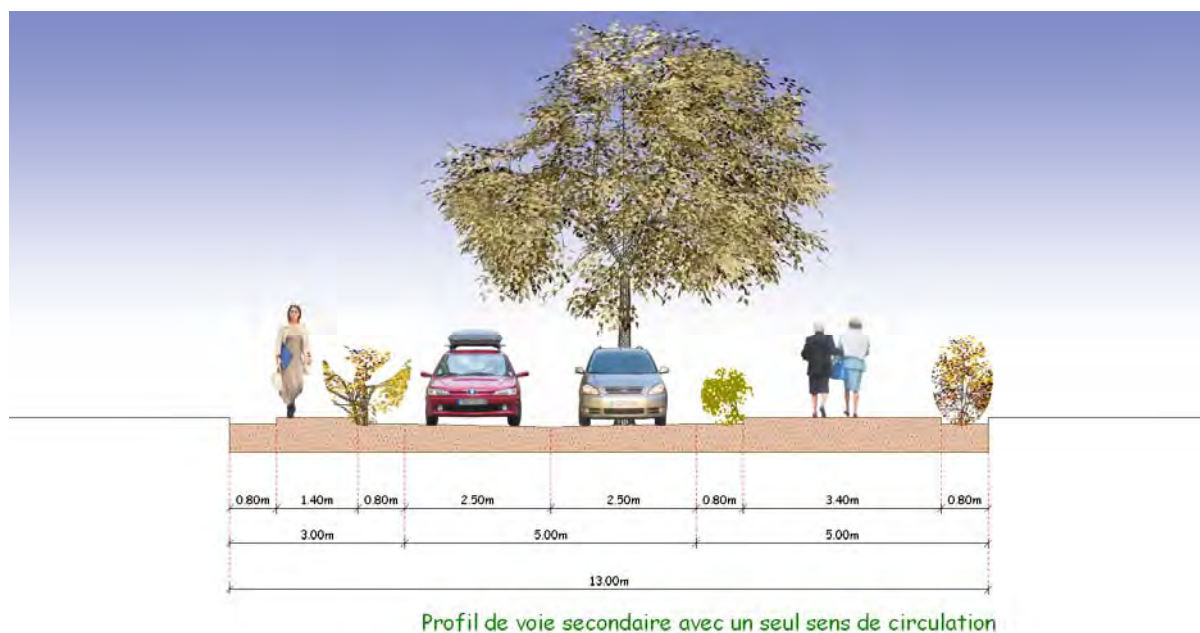 0.80m 1.40m 0.80m 2.50m 2.50m 0.80m 3.40m 0.80m
3.00m 5.00m 5.00m
13.00m
Profil de voie secondaire avec un seul sens de circulation